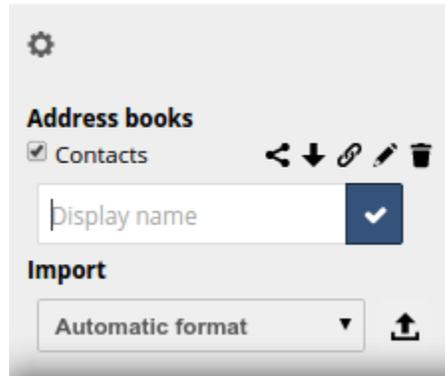 Address books
Contacts
Display name
Import
Automatic format